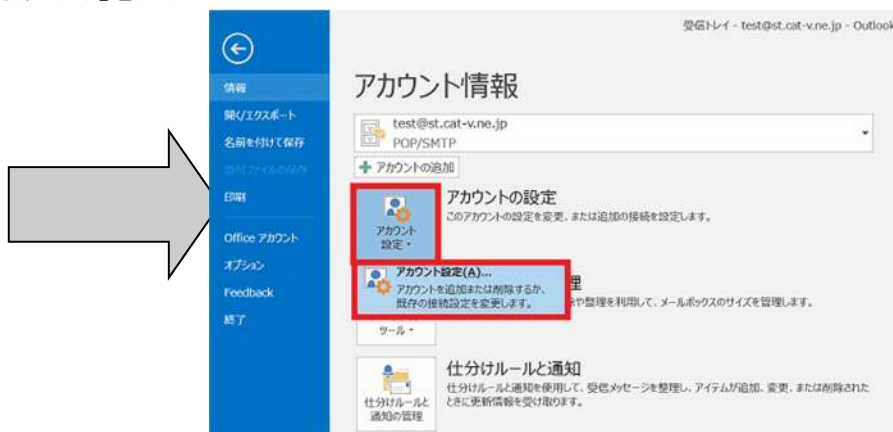 受信トレイ - test@st.cat-v.ne.jp - Outlook
情報
開く/エクスポート
名前を付けて保存
添付ファイルの保存
印刷
Office アカウント
オプション
Feedback
終了
アカウント情報
test@st.cat-v.ne.jp
POP/SMTP
アカウントの追加
アカウント
設定
アカウントの設定
このアカウントの設定を変更、または追加の接続を設定します。
アカウント設定(A)...
アカウントを追加または削除するか、
既存の接続設定を変更します。
理
や整理を利用して、メールボックスのサイズを管理します。
ツール
仕分けルールと
通知の管理
仕分けルールと通知
仕分けルールと通知を使用して、受信メッセージを整理し、アイテムが追加、変更、または削除された
ときに更新情報を受け取ります。